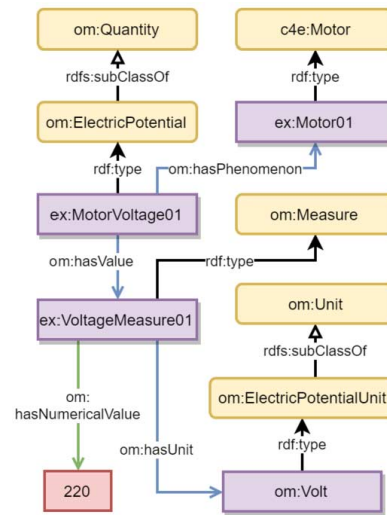 om:Quantity
c4e:Motor
rdfs:subClassOf
rdf:type
om:ElectricPotential
ex:Motor01
rdf:type
om:hasPhenomenon
ex:MotorVoltage01
om:Measure
om:hasValue
rdf:type
ex:VoltageMeasure01
om:Unit
rdfs:subClassOf
om:
hasNumericalValue
om:ElectricPotentialUnit
om:hasUnit
rdf:type
220
om:Volt